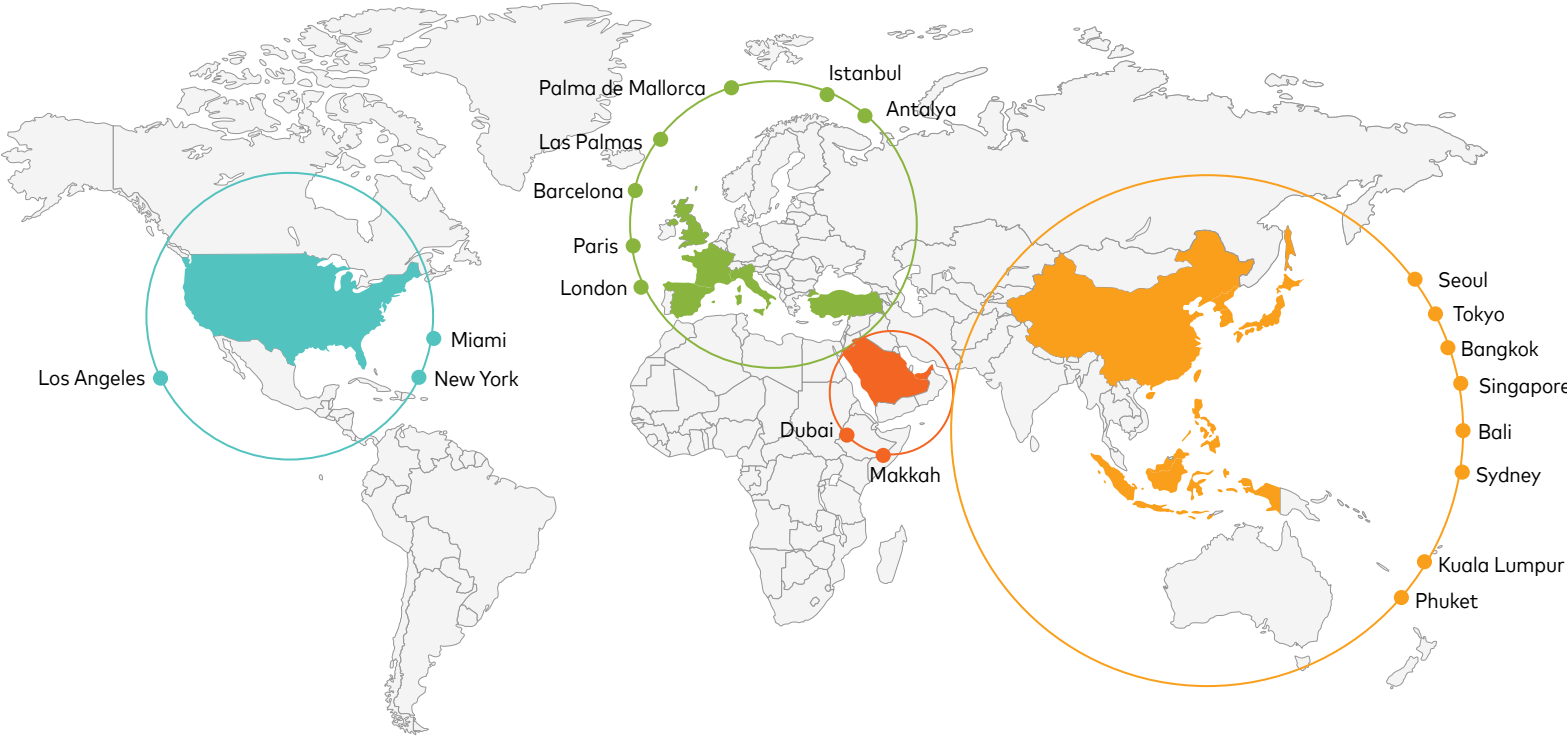 Istanbul
Palma de Mallorca
Antalya
Las Palmas
Barcelona
Paris
London
Miami
Los Angeles
New York
Dubai
Makkah
Seoul
Tokyo
Bangkok
Singapore
Bali
Sydney
Kuala Lumpur
Phuket